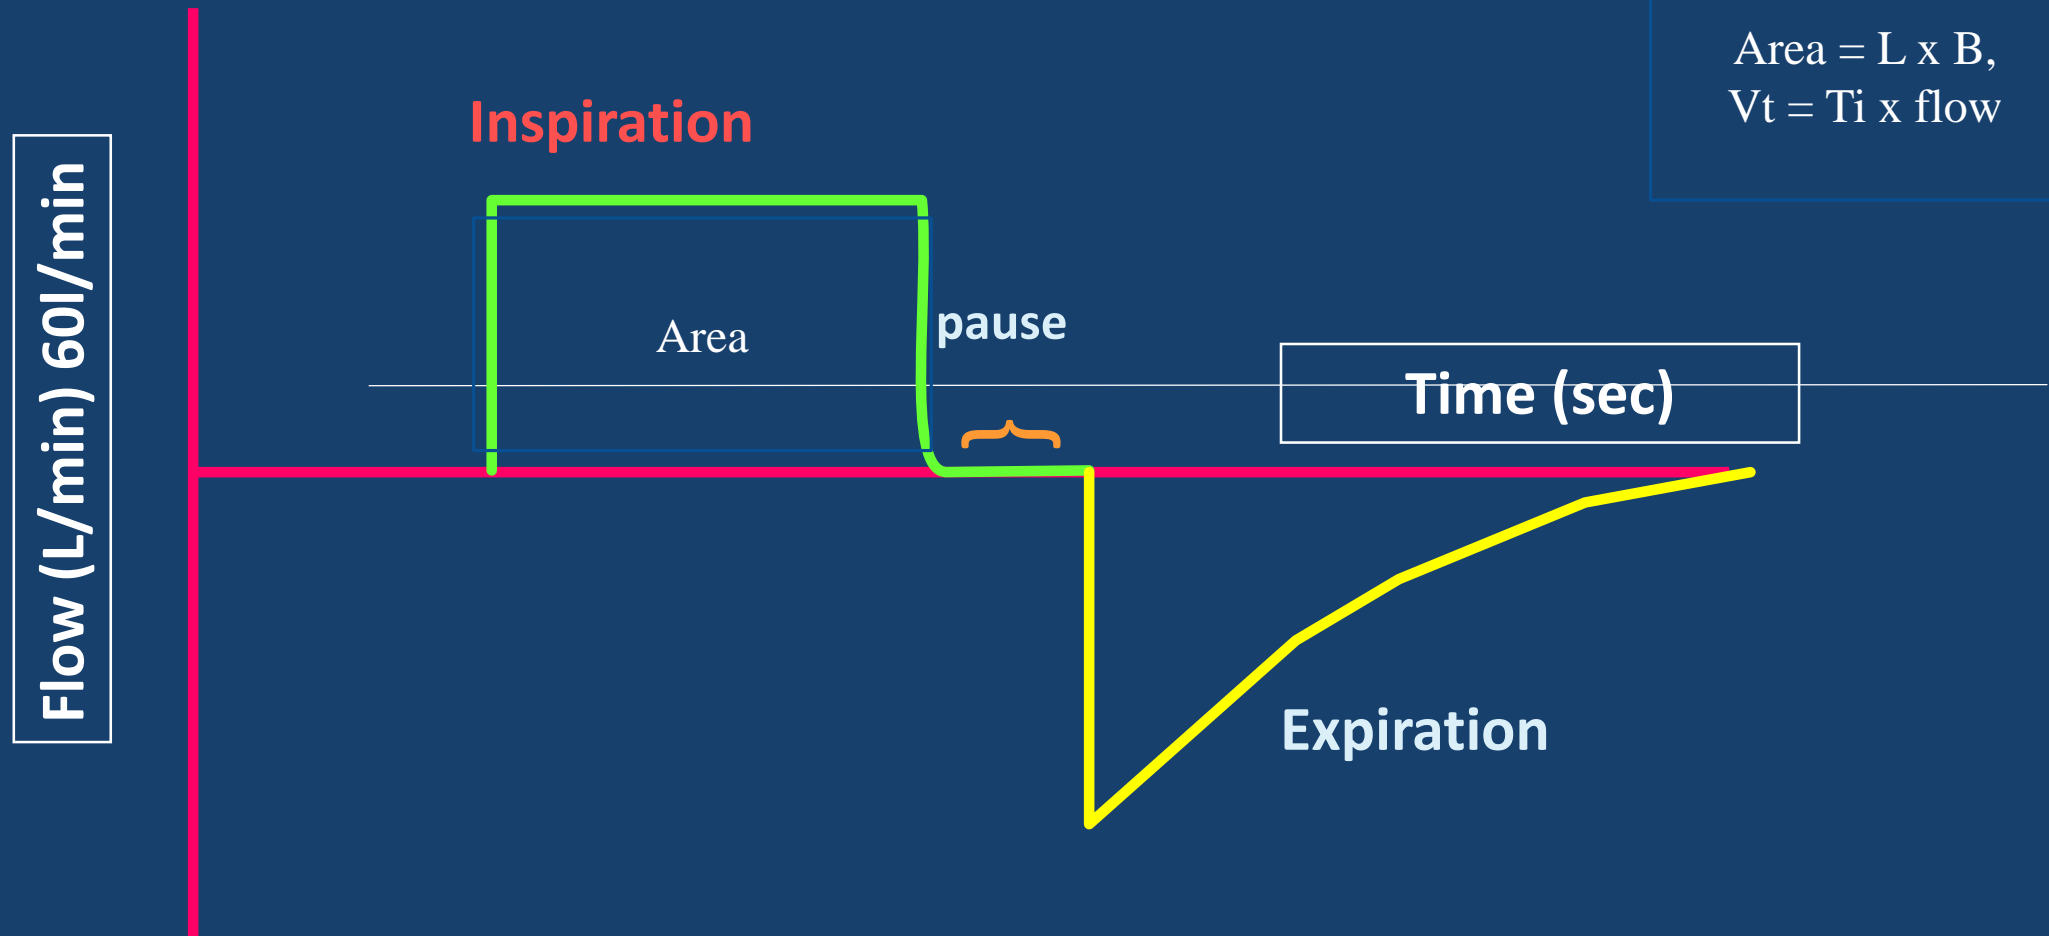 Area = L x B,
Vt = Ti x flow
Inspiration
Flow (L/min) 60l/min
Area
pause
Time (sec)
Expiration